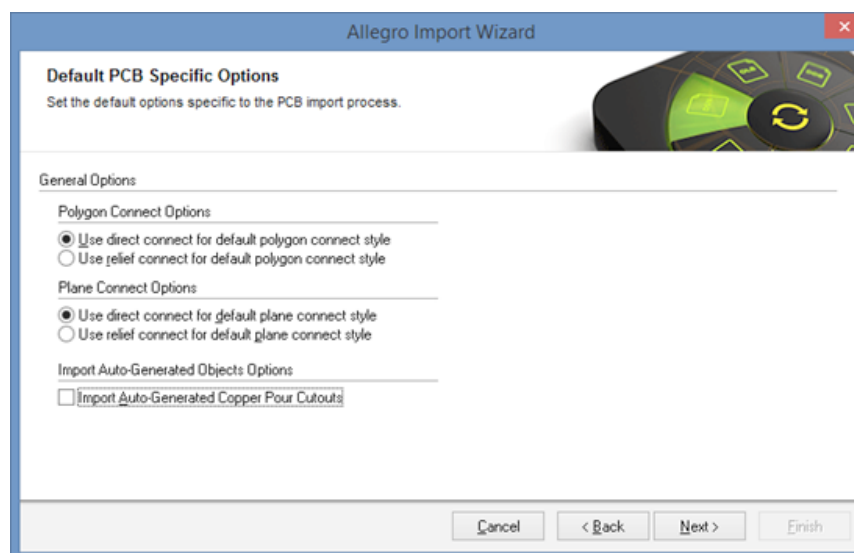 Allegro Import Wizard
Default PCB Specific Options
Set the default options specific to the PCB import process.
General Options
Polygon Connect Options
Use direct connect for default polygon connect style
Use relief connect for default polygon connect style
Plane Connect Options
Use direct connect for default plane connect style
Use relief connect for default plane connect style
Import Auto-Generated Objects Options
Import Auto-Generated Copper Pour Cutouts
Cancel
< Back
Next >
Finish